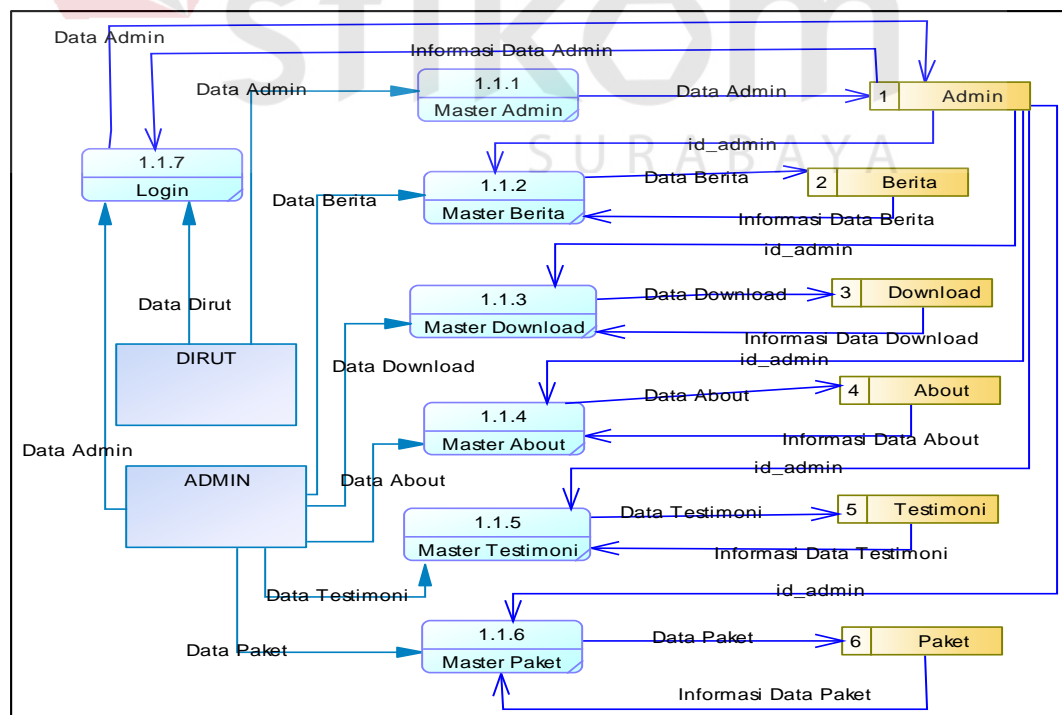 stikom
SURABAYA
Data Admin
Informasi Data Admin
Data Admin
1.1.1
Master Admin
Data Admin
1 Admin
1.1.7
Login
id_admin
Data Berita
1.1.2
Master Berita
Data Berita
2 Berita
Informasi Data Berita
id_admin
Data Dirut
1.1.3
Master Download
Data Download
3 Download
Informasi Data Download
DIRUT
Data Download
id_admin
1.1.4
Master About
Data About
4 About
Informasi Data About
Data Admin
ADMIN
Data About
id_admin
1.1.5
Master Testimoni
Data Testimoni
5 Testimoni
Informasi Data Testimoni
Data Testimoni
id_admin
Data Paket
1.1.6
Master Paket
Data Paket
6 Paket
Informasi Data Paket